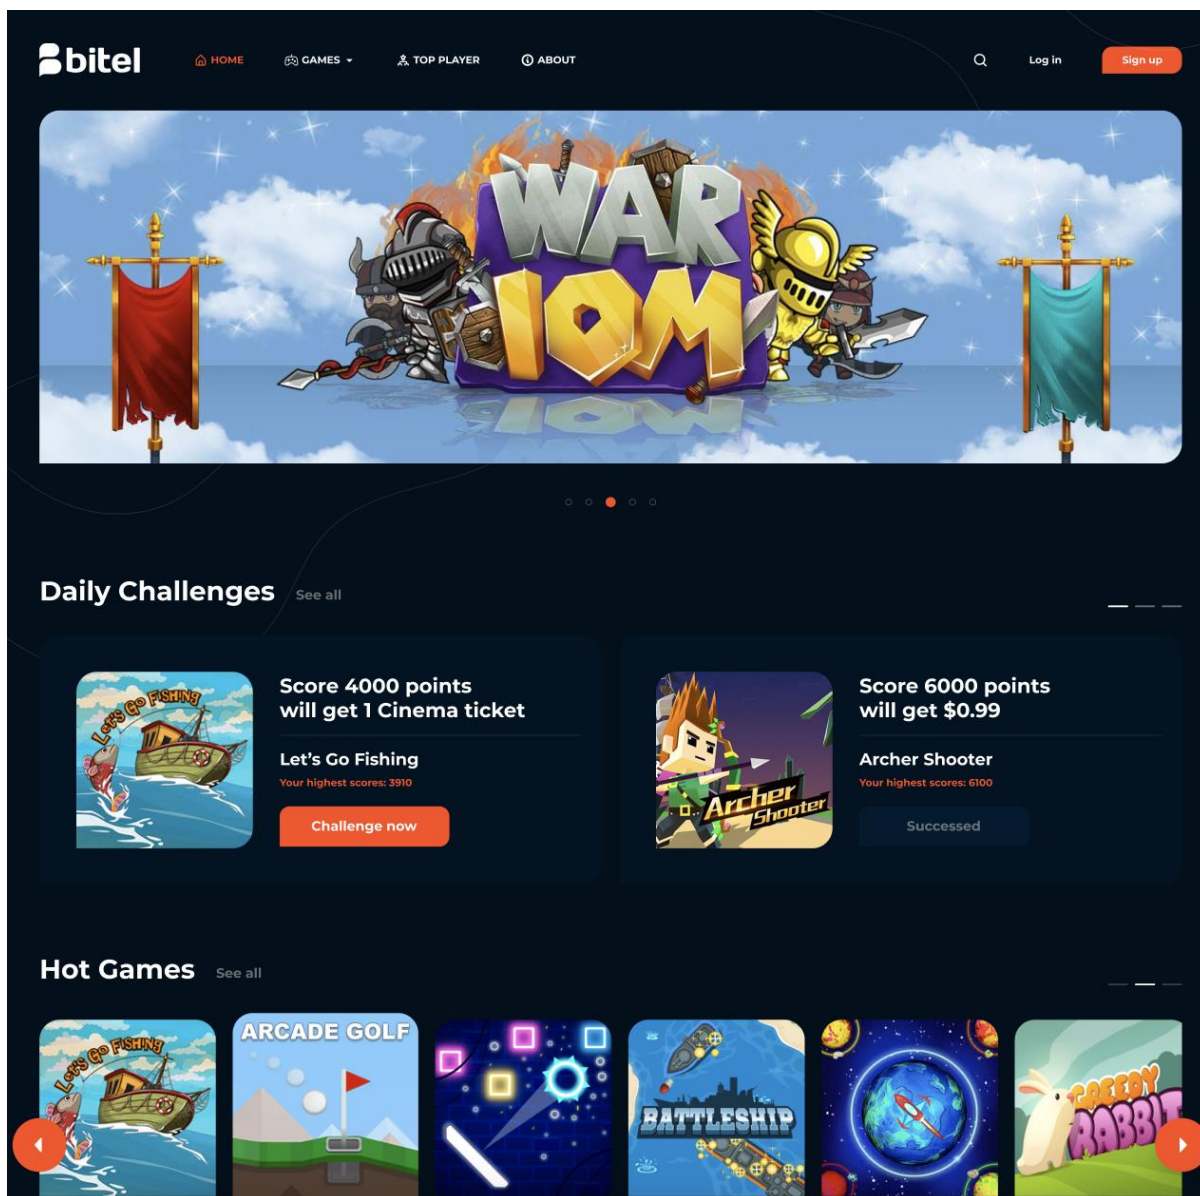 bitel
HOME
GAMES
TOP PLAYER
ABOUT
Log in
Sign up
WAR
IOM
Daily Challenges
See all
LET'S GO FISHING
Score 4000 points
will get 1 Cinema ticket
Let's Go Fishing
Your highest scores: 3910
Challenge now
Archer
Shooter
Score 6000 points
will get $0.99
Archer Shooter
Your highest scores: 6100
Successed
Hot Games
See all
LET'S GO FISHING
ARCADE GOLF
BATTLESHIP
GREEDY
RABBIT